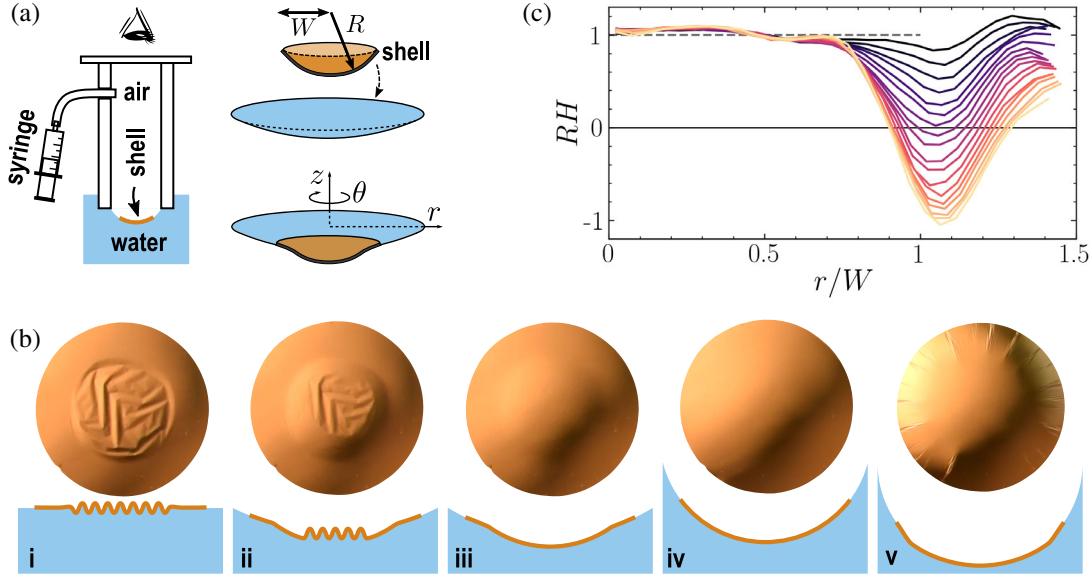 (a)
W
R
shell
air
syringe
shell
water
z
θ
r
(c)
RH
1
0
-1
0
0.5
1
1.5
r/W
(b)
i
ii
iii
iv
v